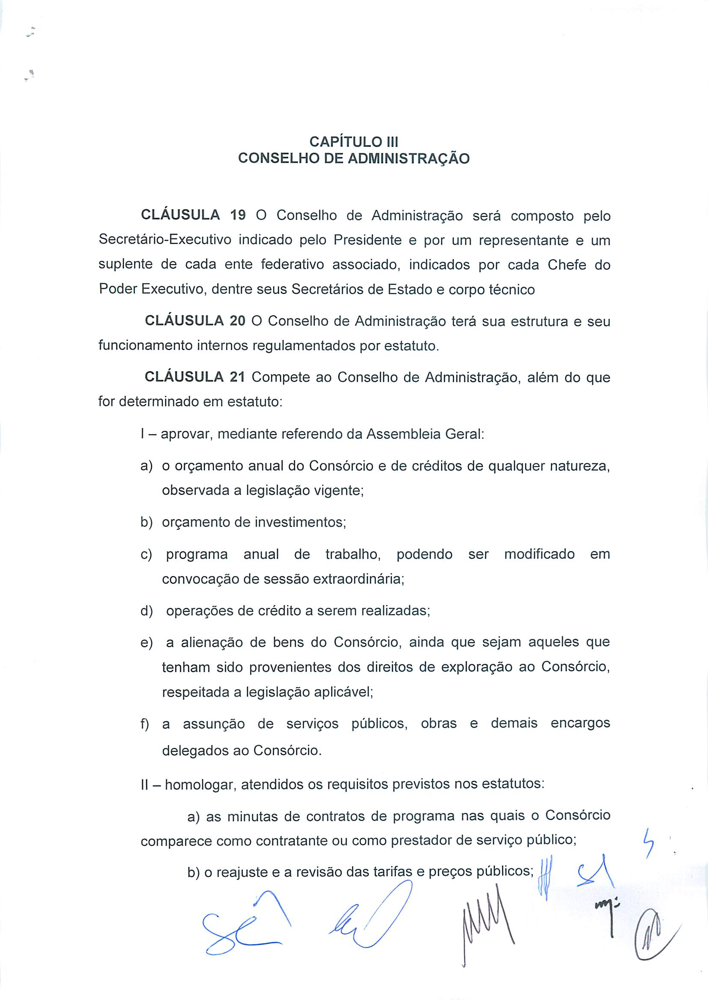 CAPÍTULO III
CONSELHO DE ADMINISTRAÇÃO
CLÁUSULA 19 O Conselho de Administração será composto pelo
Secretário-Executivo indicado pelo Presidente e por um representante e um
suplente de cada ente federativo associado, indicados por cada Chefe do
Poder Executivo, dentre seus Secretários de Estado e corpo técnico
CLÁUSULA 20 O Conselho de Administração terá sua estrutura e seu
funcionamento internos regulamentados por estatuto.
CLÁUSULA 21 Compete ao Conselho de Administração, além do que
for determinado em estatuto:
I – aprovar, mediante referendo da Assembleia Geral:
a) o orçamento anual do Consórcio e de créditos de qualquer natureza,
observada a legislação vigente;
b) orçamento de investimentos;
c) programa anual de trabalho, podendo ser modificado em
convocação de sessão extraordinária;
d) operações de crédito a serem realizadas;
e) a alienação de bens do Consórcio, ainda que sejam aqueles que
tenham sido provenientes dos direitos de exploração ao Consórcio,
respeitada a legislação aplicável;
f) a assunção de serviços públicos, obras e demais encargos
delegados ao Consórcio.
II – homologar, atendidos os requisitos previstos nos estatutos:
a) as minutas de contratos de programa nas quais o Consórcio
comparece como contratante ou como prestador de serviço público;
b) o reajuste e a revisão das tarifas e preços públicos;